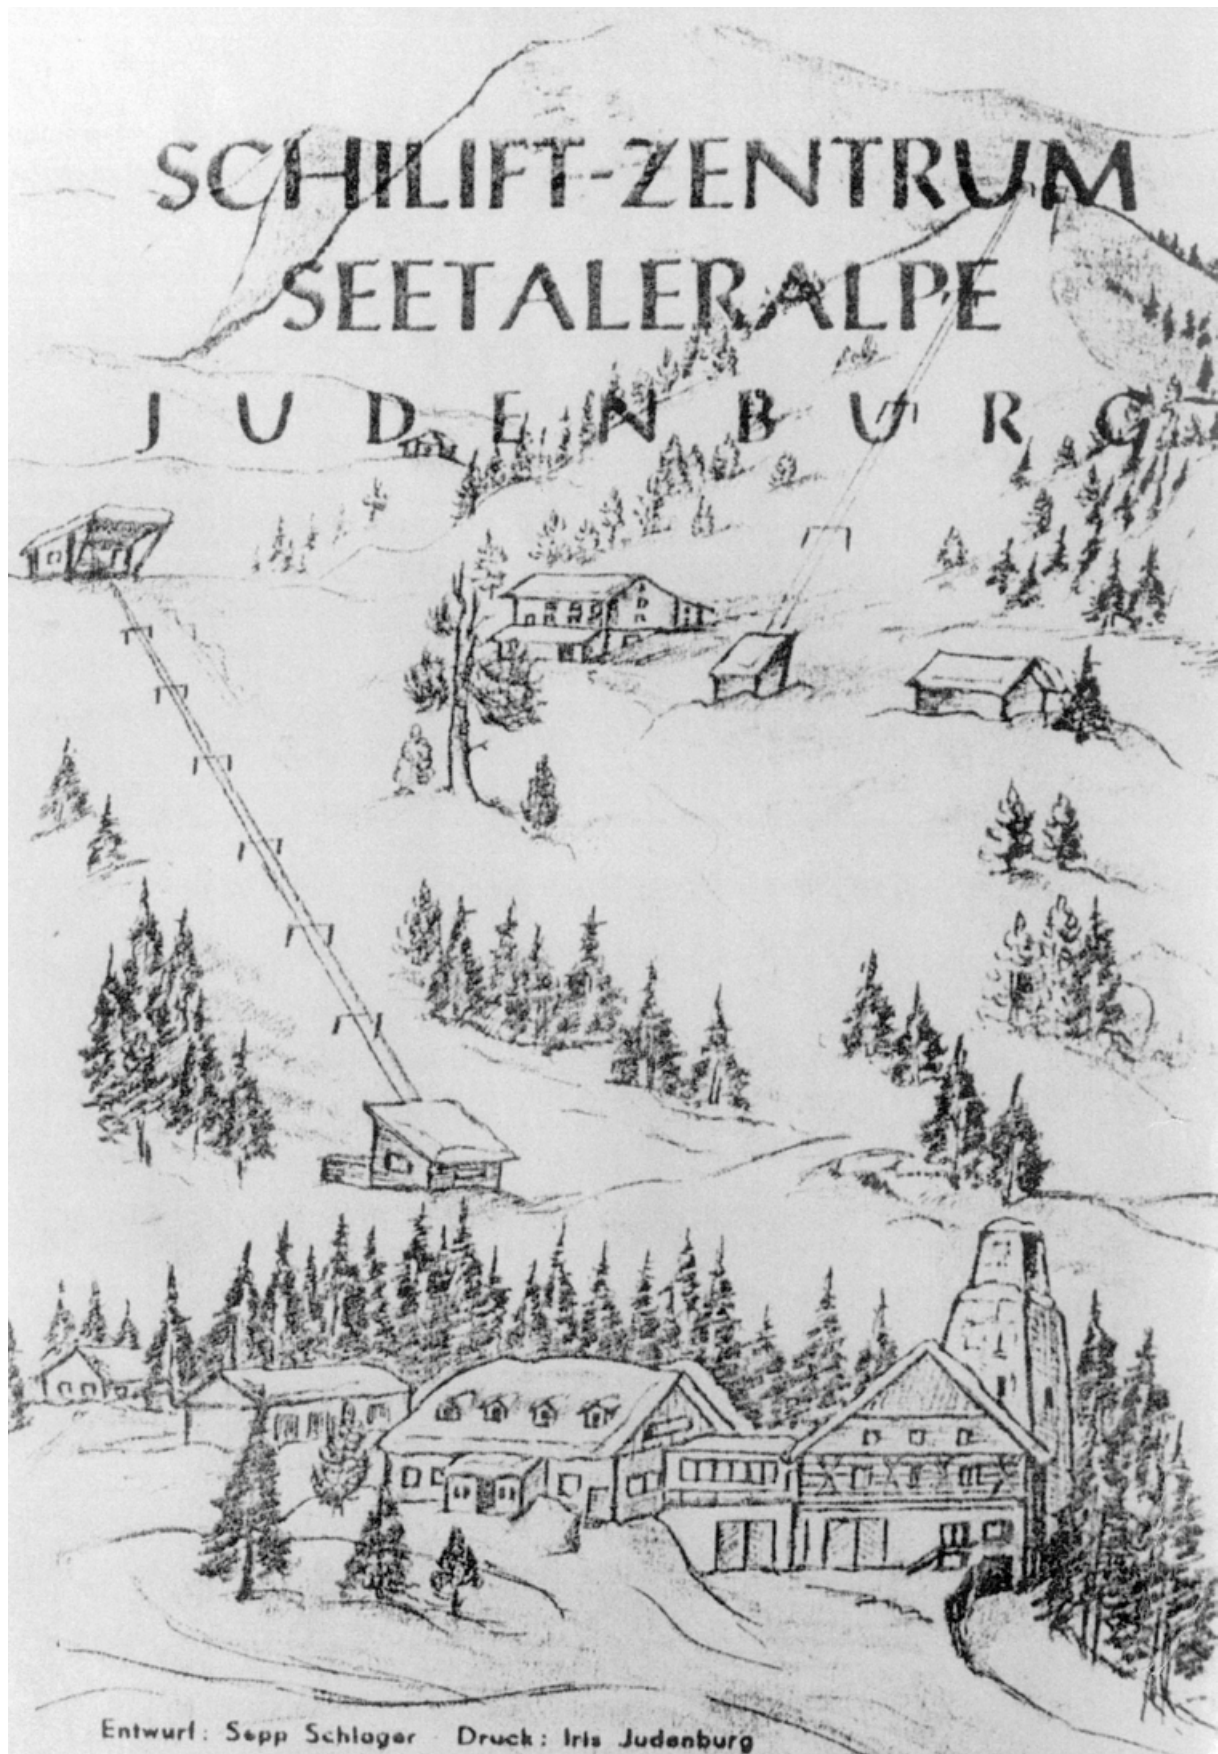 SCHILIFT-ZENTRUM
SEETALERALPE
JUDENBURG
Entwurf: Sepp Schlager Druck: Iris Judenburg